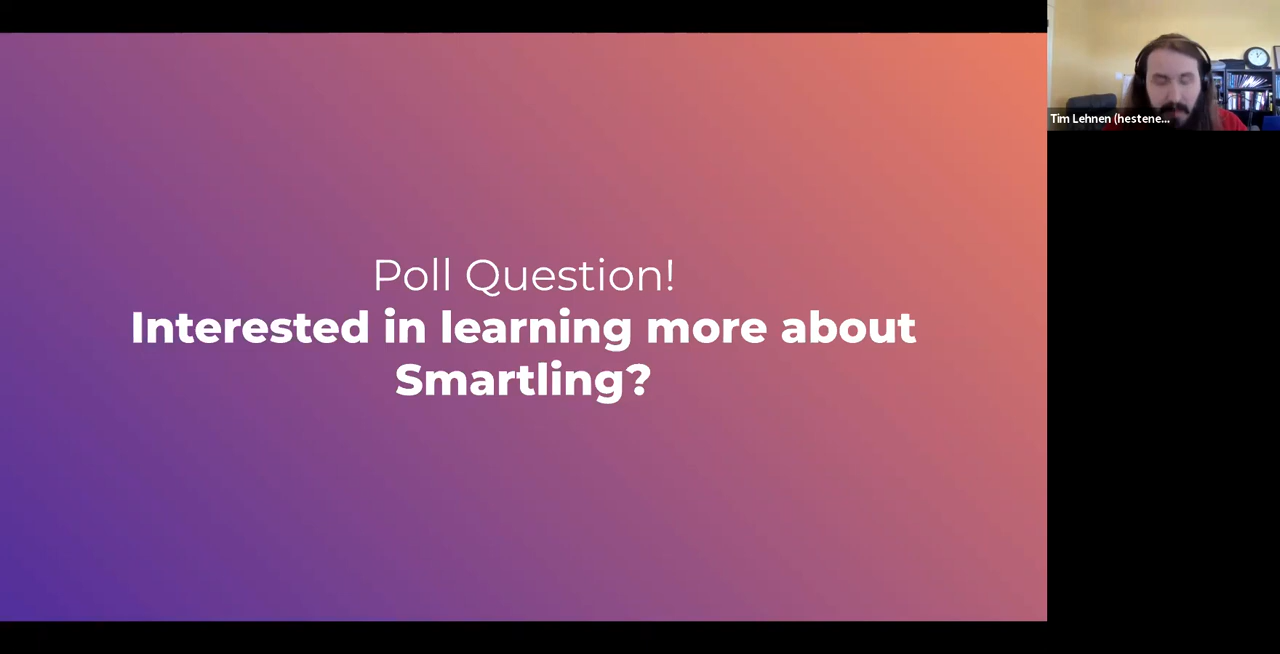 Poll Question!
Interested in learning more about
Smartling?
Tim Lehnen (hestene...